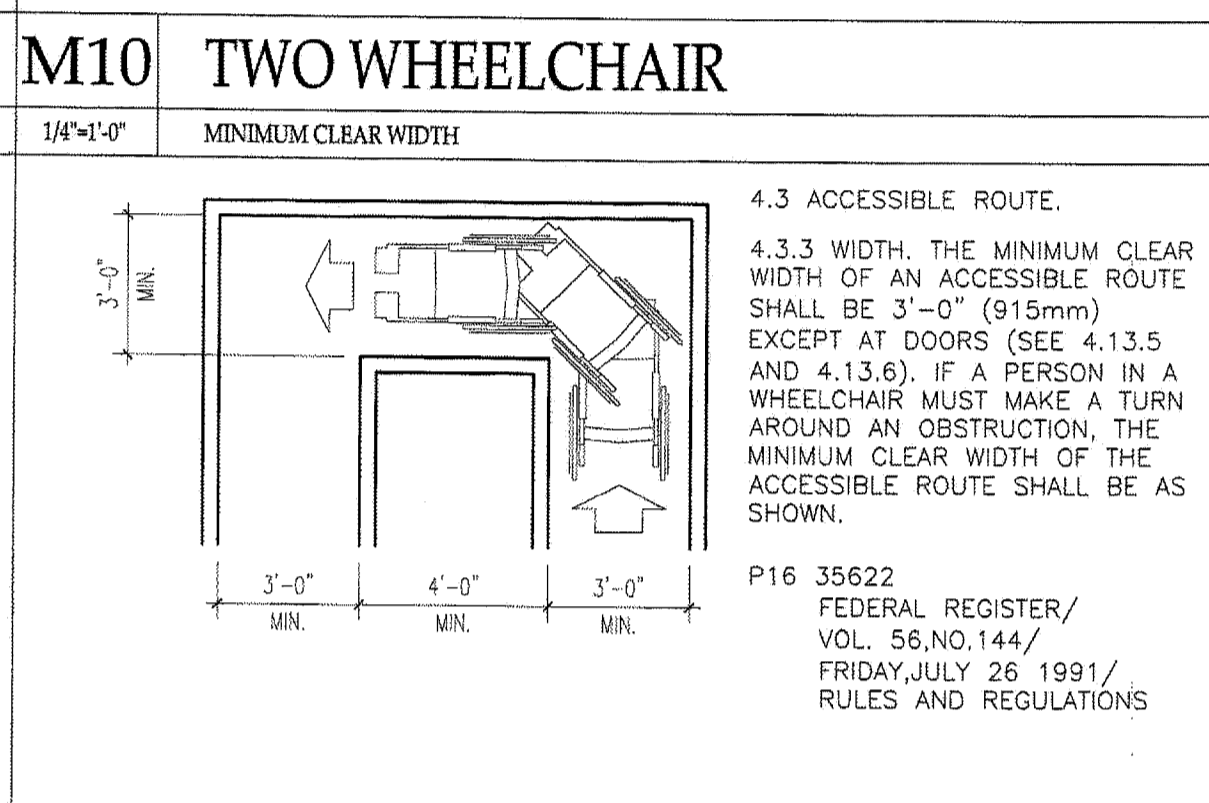 M10 TWO WHEELCHAIR
1/4"=1'-0" MINIMUM CLEAR WIDTH
3'-0"
MIN.
3'-0"
MIN.
4'-0"
MIN.
3'-0"
MIN.
4.3 ACCESSIBLE ROUTE.
4.3.3 WIDTH. THE MINIMUM CLEAR
WIDTH OF AN ACCESSIBLE ROUTE
SHALL BE 3'-0" (915mm)
EXCEPT AT DOORS (SEE 4.13.5
AND 4.13.6). IF A PERSON IN A
WHEELCHAIR MUST MAKE A TURN
AROUND AN OBSTRUCTION, THE
MINIMUM CLEAR WIDTH OF THE
ACCESSIBLE ROUTE SHALL BE AS
SHOWN.
P16 35622
FEDERAL REGISTER/
VOL. 56,NO.144/
FRIDAY,JULY 26 1991/
RULES AND REGULATIONS